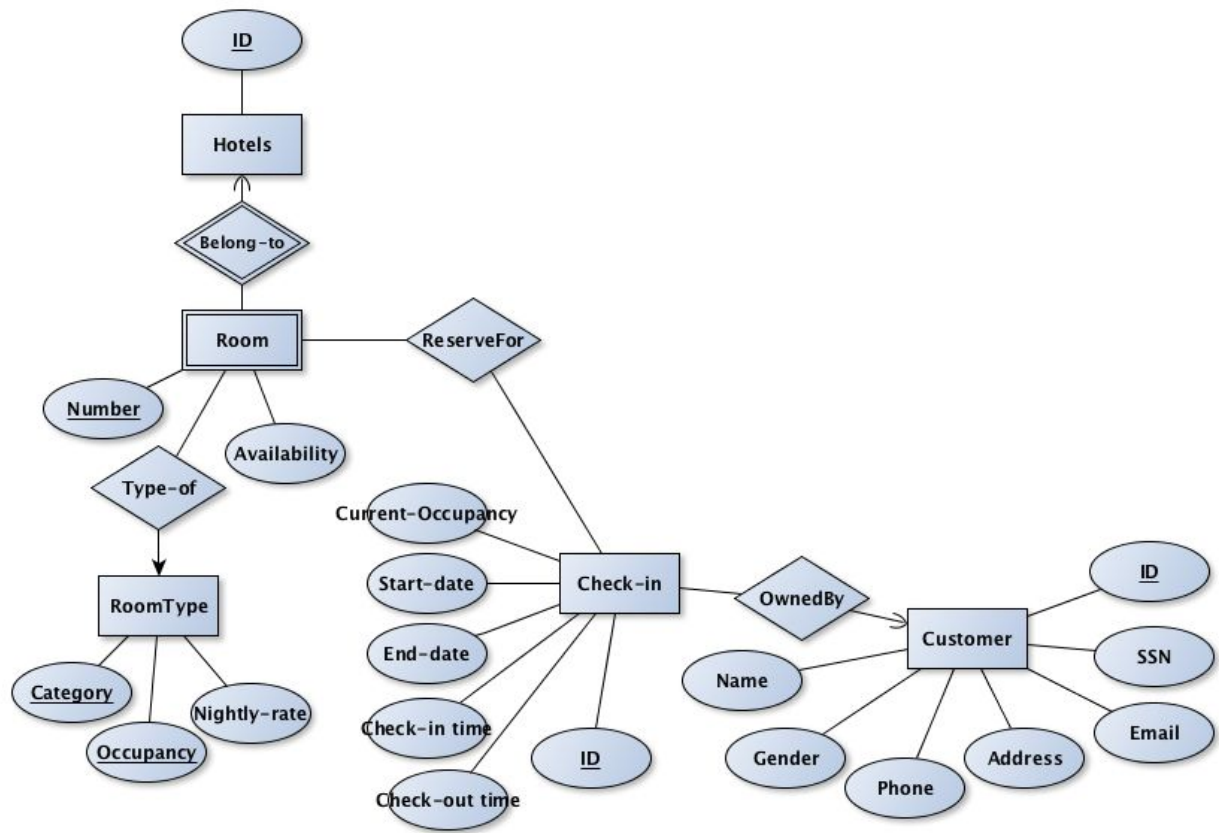 ID
Hotels
Belong-to
Room
ReserveFor
Number
Availability
Type-of
Current-Occupancy
Start-date
Check-in
ID
RoomType
OwnedBy
Customer
End-date
SSN
Name
Category
Nightly-rate
Check-in time
Email
Occupancy
ID
Gender
Address
Phone
Check-out time